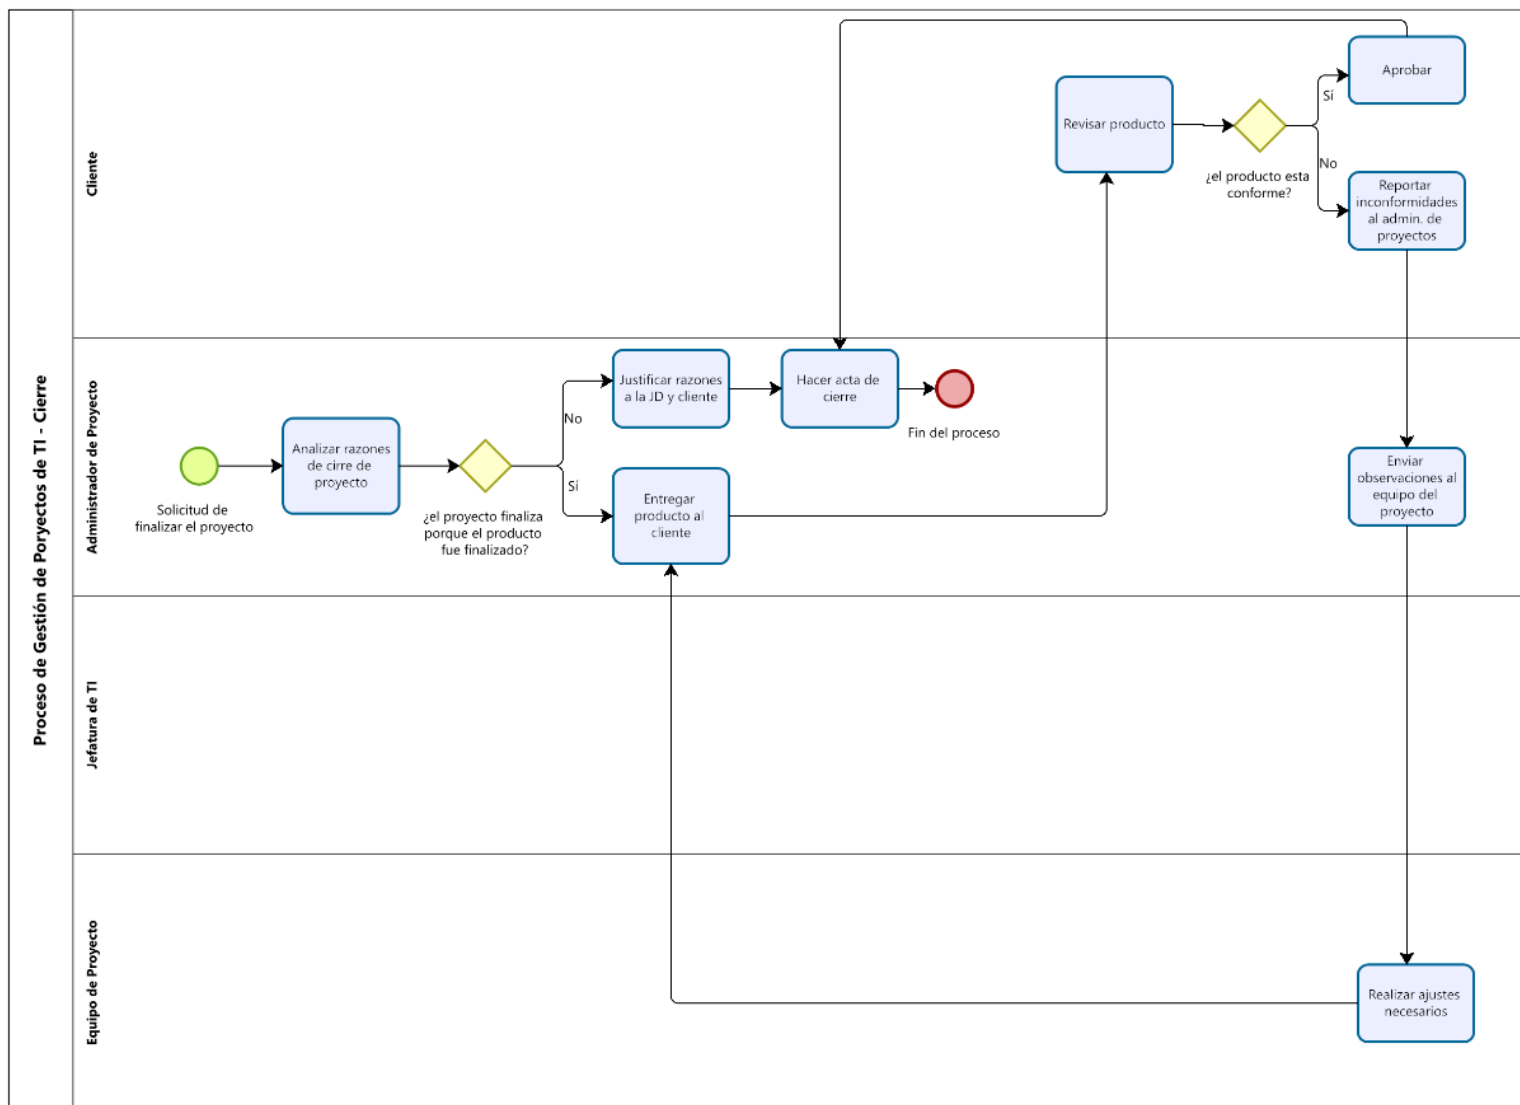 Proceso de Gestión de Poryectos de TI - Cierre
Cliente
Revisar producto
¿el producto esta
conforme?
Sí
No
Aprobar
Reportar
inconformidades
al admin. de
proyectos
Administrador de Proyecto
Solicitud de
finalizar el proyecto
Analizar razones
de cirre de
proyecto
¿el proyecto finaliza
porque el producto
fue finalizado?
No
Sí
Justificar razones
a la JD y cliente
Entregar
producto al
cliente
Hacer acta de
cierre
Fin del proceso
Enviar
observaciones al
equipo del
proyecto
Jefatura de TI
Equipo de Proyecto
Realizar ajustes
necesarios